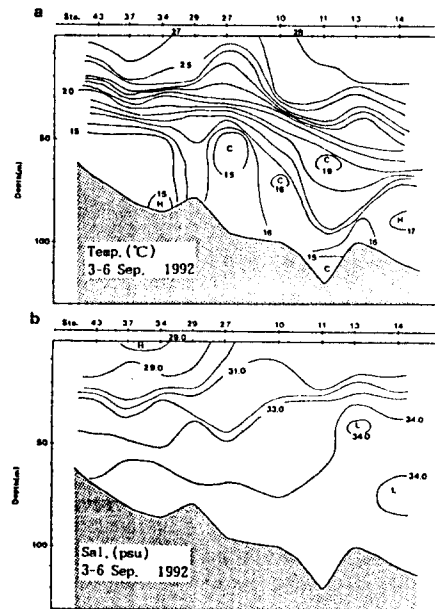 a
Sta. 43 37 34 29 27 10 11 13 14
27
28
25
20
15
50
C
15
C
18
C
19
15
H
16
H
17
100
15
16
C
Depth(m)
Temp.(℃)
3-6 Sep. 1992
b
Sta. 43 37 34 29 27 10 11 13 14
H
29.0
29.0
31.0
33.0
34.0
L
34.0
50
34.0
L
100
Depth(m)
Sal.(psu)
3-6 Sep. 1992